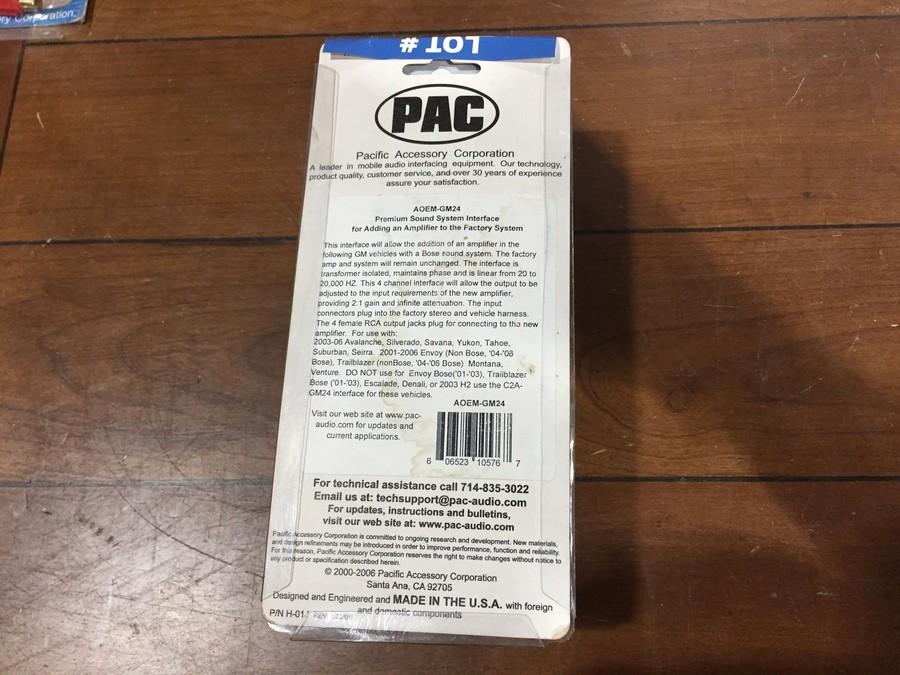 ry Corporation.
LOT #
PAC
Pacific Accessory Corporation
A leader in mobile audio interfacing equipment. Our technology,
product quality, customer service, and over 30 years of experience
assure your satisfaction.
AOEM-GM24
Premium Sound System Interface
for Adding an Amplifier to the Factory System
This interface will allow the addition of an amplifier in the
following GM vehicles with a Bose sound system. The factory
amp and system will remain unchanged. The interface is
transformer isolated, maintains phase and is linear from 20 to
20,000 HZ. This 4 channel interface will allow the output to be
adjusted to the input requirements of the new amplifier,
providing 2:1 gain and infinite attenuation. The input
connectors plug into the factory stereo and vehicle harness.
The 4 female RCA output jacks plug for connecting to the new
amplifier. For use with:
2003-06 Avalanche, Silverado, Savana, Yukon, Tahoe,
Suburban, Seirra. 2001-2006 Envoy (Non Bose, '04-'06
Bose), Trailblazer (nonBose, '04-'06 Bose) Montana,
Venture. DO NOT use for Envoy Bose('01-'03), Trailblazer
Bose ('01-'03), Escalade, Denali, or 2003 H2 use the C2A-
GM24 interface for these vehicles.
AOEM-GM24
Visit our web site at www.pac-
audio.com for updates and
current applications.
6 06523 10576 7
For technical assistance call 714-835-3022
Email us at: techsupport@pac-audio.com
For updates, instructions and bulletins,
visit our web site at: www.pac-audio.com
Pacific Accessory Corporation is committed to ongoing research and development. New materials,
and design refinements may be introduced in order to improve performance, function and reliability.
For this reason, Pacific Accessory Corporation reserves the right to make changes without notice to
any product or specification described herein.
© 2000-2006 Pacific Accessory Corporation
Santa Ana, CA 92705
Designed and Engineered and MADE IN THE U.S.A. with foreign
and domestic components
P/N H-01-